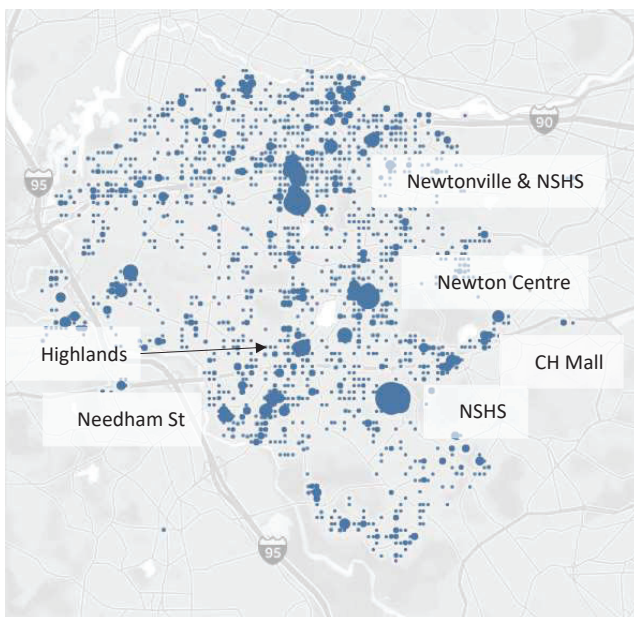 90
95
Newtonville & NSHS
Newton Centre
Highlands
CH Mall
Needham St
NSHS
95